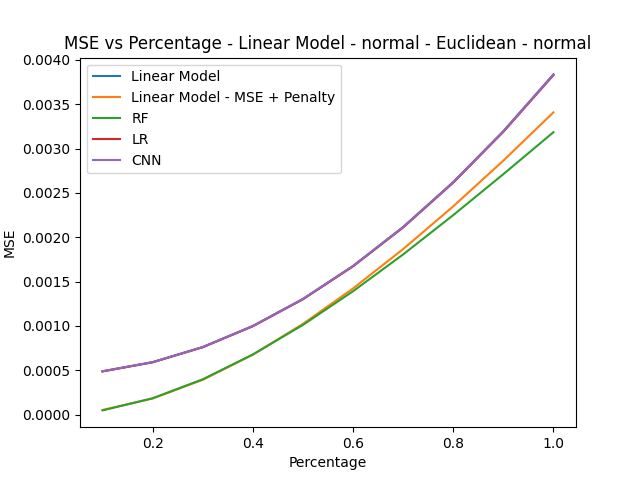 MSE vs Percentage - Linear Model - normal - Euclidean - normal
0.0040
0.0035
0.0030
0.0025
0.0020
0.0015
0.0010
0.0005
0.0000
MSE
Linear Model
Linear Model - MSE + Penalty
RF
LR
CNN
0.2 0.4 0.6 0.8 1.0
Percentage